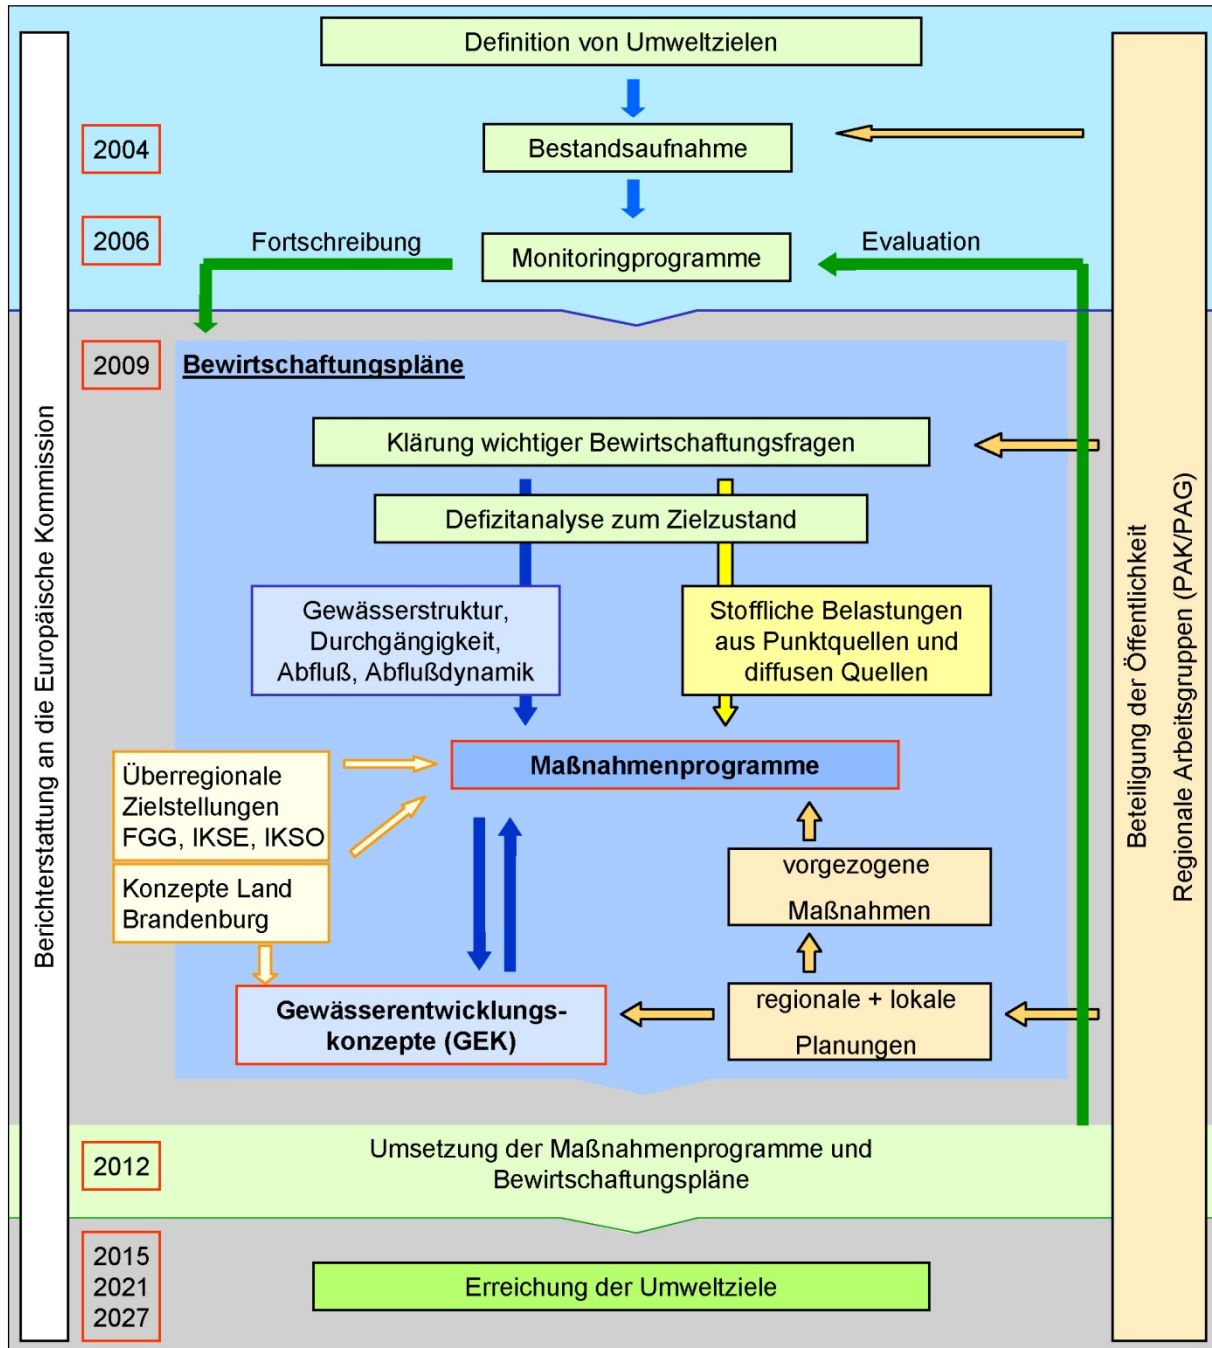 Definition von Umweltzielen
2004
Bestandsaufnahme
2006
Fortschreibung
Monitoringprogramme
Evaluation
2009
Bewirtschaftungspläne
Klärung wichtiger Bewirtschaftungsfragen
Defizitanalyse zum Zielzustand
Gewässerstruktur,
Durchgängigkeit,
Abfluß, Abflußdynamik
Stoffliche Belastungen
aus Punktquellen und
diffusen Quellen
Maßnahmenprogramme
Überregionale
Zielstellungen
FGG, IKSE, IKSO
Konzepte Land
Brandenburg
vorgezogene
Maßnahmen
Gewässerentwicklungs-
konzepte (GEK)
regionale + lokale
Planungen
2012
Umsetzung der Maßnahmenprogramme und
Bewirtschaftungspläne
2015
2021
2027
Erreichung der Umweltziele
Berichterstattung an die Europäische Kommission
Beteiligung der Öffentlichkeit
Regionale Arbeitsgruppen (PAK/PAG)